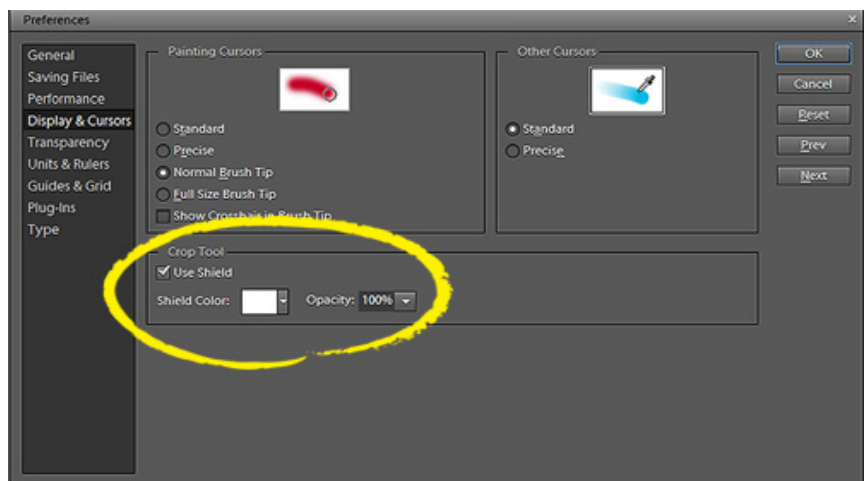 Preferences
×
General
Saving Files
Performance
Display & Cursors
Transparency
Units & Rulers
Guides & Grid
Plug-Ins
Type
Painting Cursors
Standard
Precise
Normal Brush Tip
Full Size Brush Tip
Show Crosshair in Brush Tip
Other Cursors
Standard
Precise
Crop Tool
Use Shield
Shield Color: Opacity: 100%
OK
Cancel
Reset
Prev
Next